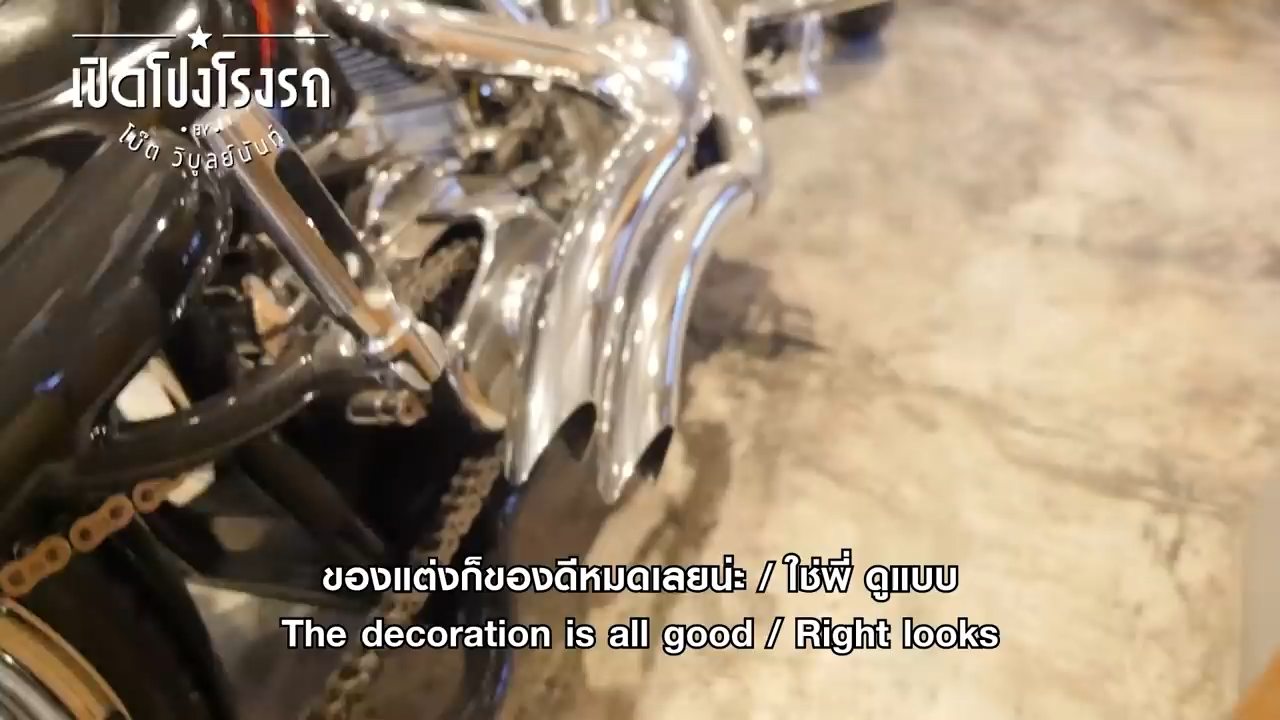 เปิดโปงโรงรถ
• BY •
โบ๊ต วิบูลย์นันท์
ของแต่งก็ของดีหมดเลยน่ะ / ใช่พี่ ดูแบบ
The decoration is all good / Right looks